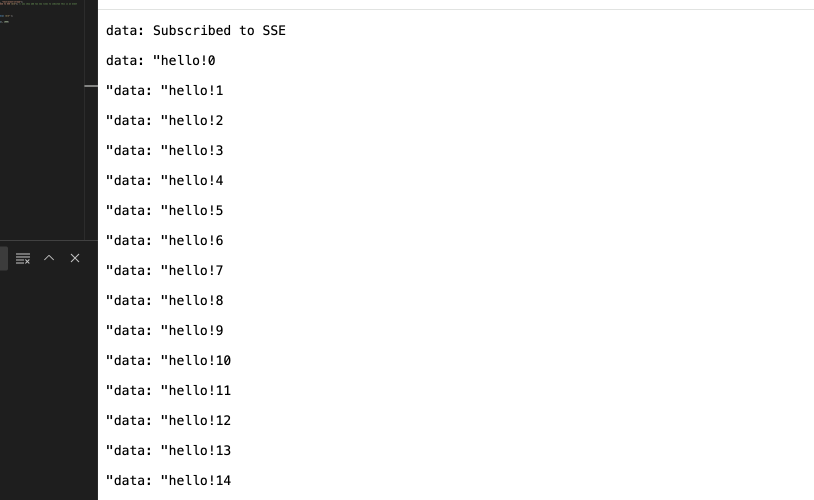 data: Subscribed to SSE
data: "hello!0
"data: "hello!1
"data: "hello!2
"data: "hello!3
"data: "hello!4
"data: "hello!5
"data: "hello!6
"data: "hello!7
"data: "hello!8
"data: "hello!9
"data: "hello!10
"data: "hello!11
"data: "hello!12
"data: "hello!13
"data: "hello!14